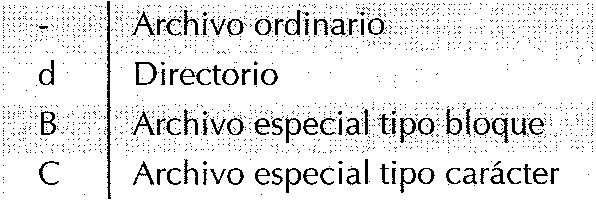 - Archivo ordinario
d Directorio
B Archivo especial tipo bloque
C Archivo especial tipo carácter